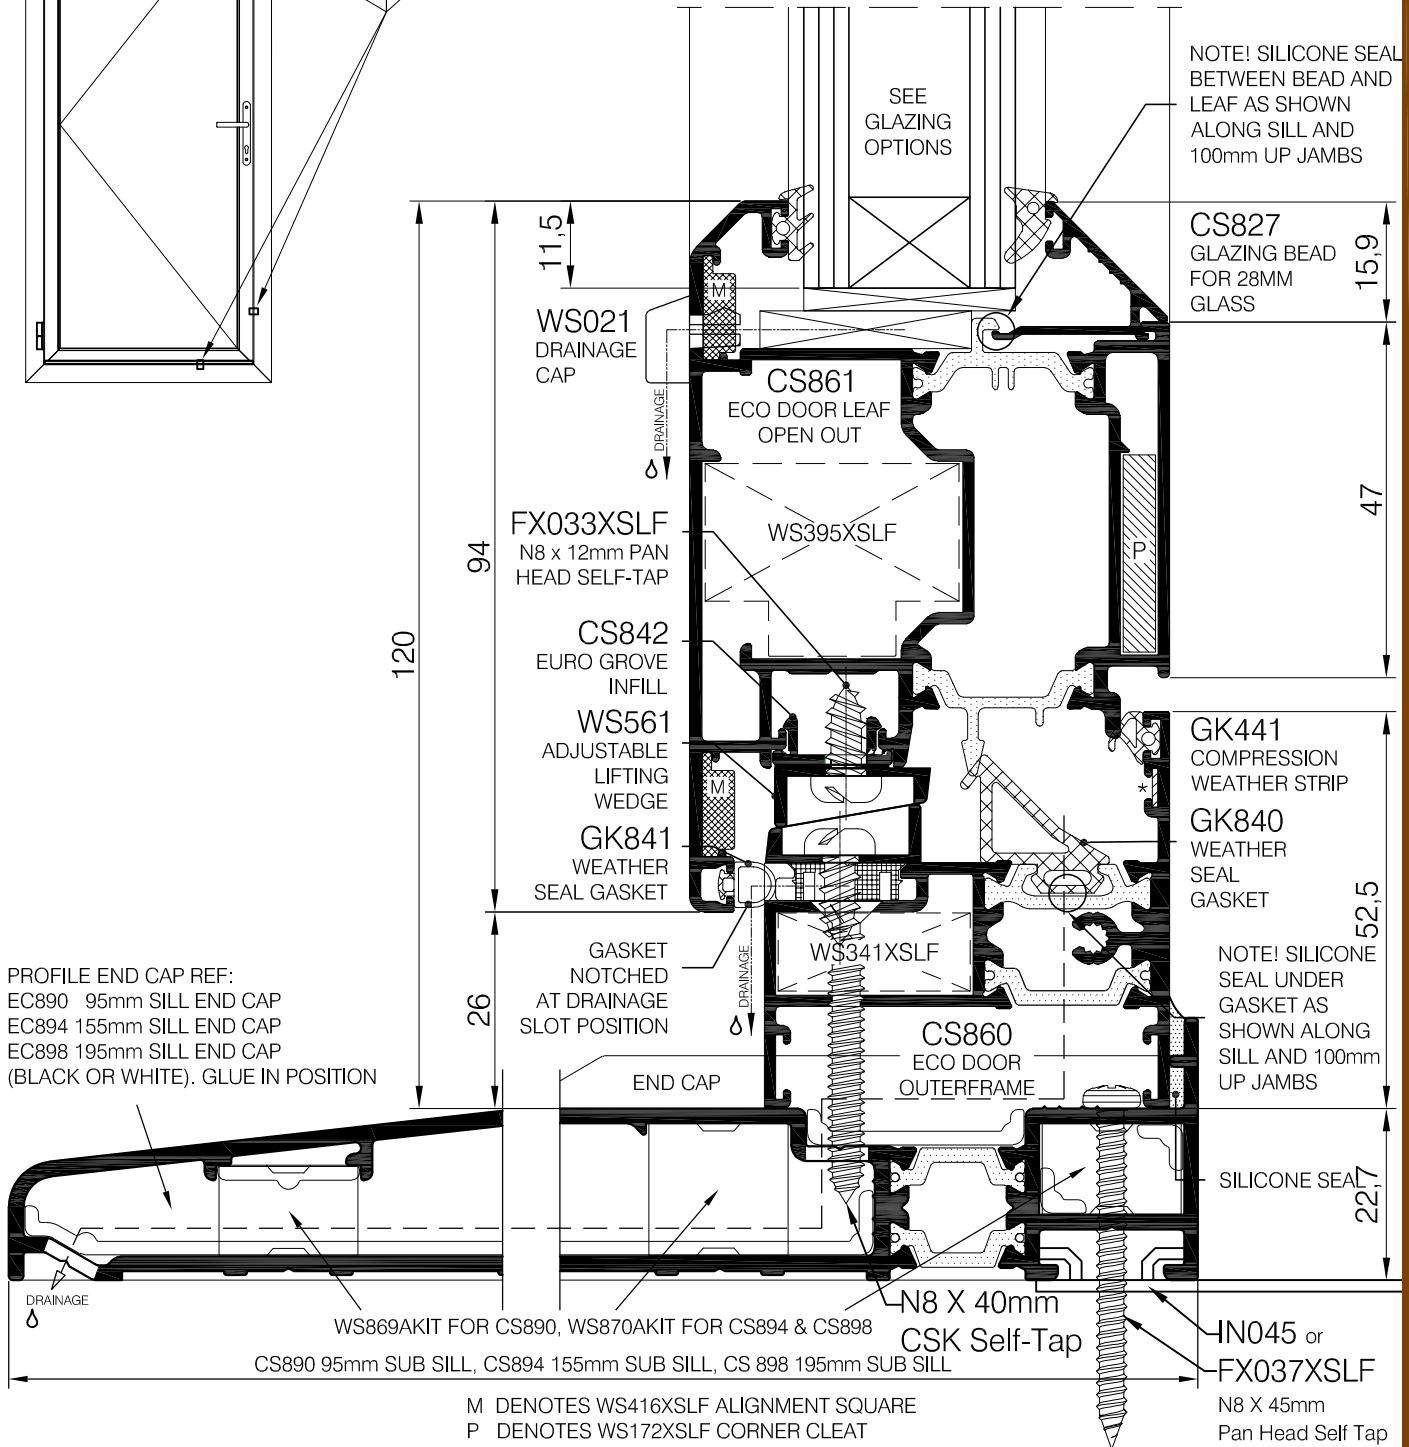 NOTE! SILICONE SEAL
BETWEEN BEAD AND
LEAF AS SHOWN
ALONG SILL AND
100mm UP JAMBS
SEE
GLAZING
OPTIONS
CS827
GLAZING BEAD
FOR 28MM
GLASS
15,9
11,5
M
WS021
DRAINAGE
CAP
DRAINAGE
CS861
ECO DOOR LEAF
OPEN OUT
47
94
120
FX033XSLF
N8 x 12mm PAN
HEAD SELF-TAP
WS395XSLF
P
CS842
EURO GROVE
INFILL
WS561
ADJUSTABLE
LIFTING
WEDGE
M
GK441
COMPRESSION
WEATHER STRIP
*
GK840
WEATHER
SEAL
GASKET
GK841
WEATHER
SEAL GASKET
52,5
GASKET
NOTCHED
AT DRAINAGE
SLOT POSITION
DRAINAGE
WS341XSLF
NOTE! SILICONE
SEAL UNDER
GASKET AS
SHOWN ALONG
SILL AND 100mm
UP JAMBS
26
PROFILE END CAP REF:
EC890 95mm SILL END CAP
EC894 155mm SILL END CAP
EC898 195mm SILL END CAP
(BLACK OR WHITE). GLUE IN POSITION
CS860
ECO DOOR
OUTERFRAME
END CAP
SILICONE SEAL
22,7
DRAINAGE
N8 X 40mm
CSK Self-Tap
WS869AKIT FOR CS890, WS870AKIT FOR CS894 & CS898
CS890 95mm SUB SILL, CS894 155mm SUB SILL, CS 898 195mm SUB SILL
IN045 or
FX037XSLF
N8 X 45mm
Pan Head Self Tap
M DENOTES WS416XSLF ALIGNMENT SQUARE
P DENOTES WS172XSLF CORNER CLEAT